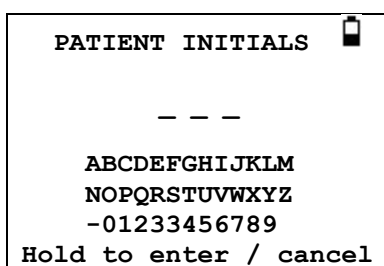 PATIENT INITIALS
_ _ _
ABCDEFGHIJKLM
NOPQRSTUVWXYZ
-01233456789
Hold to enter / cancel